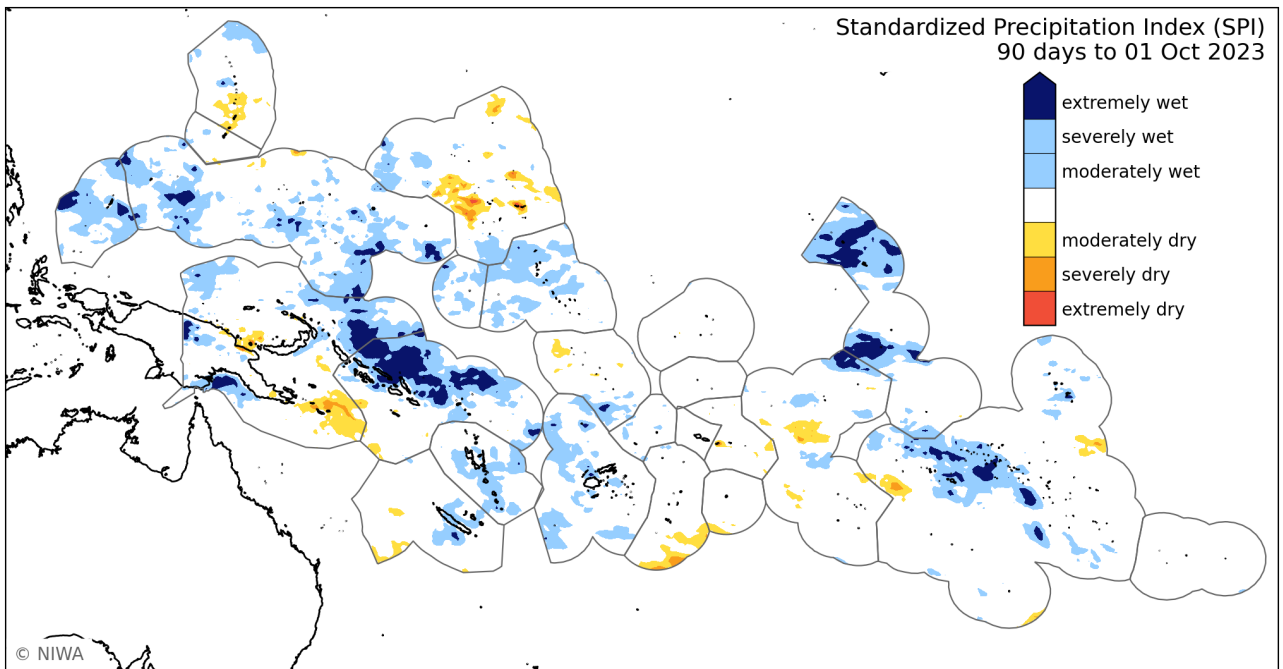 Standardized Precipitation Index (SPI)
90 days to 01 Oct 2023
extremely wet
severely wet
moderately wet
moderately dry
severely dry
extremely dry
© NIWA